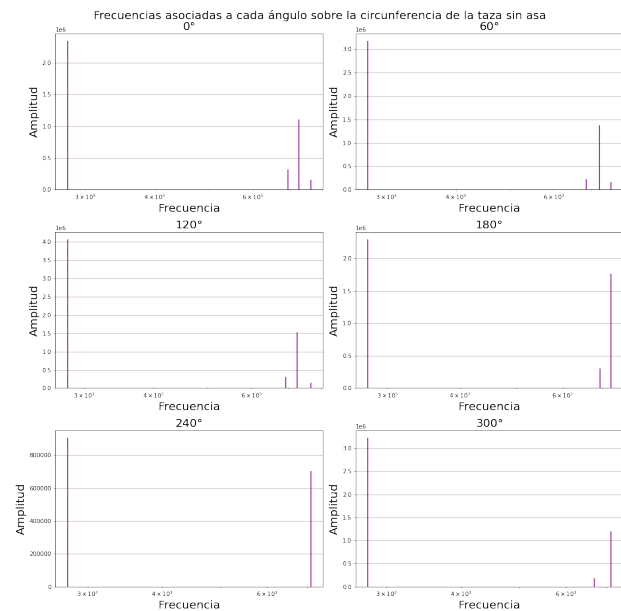 Frecuencias asociadas a cada ángulo sobre la circunferencia de la taza sin asa
0°
1e6
2.0
1.5
1.0
0.5
0.0
Amplitud
3 × 10³ 4 × 10³ 6 × 10³
Frecuencia
60°
1e6
3.0
2.5
2.0
1.5
1.0
0.5
0.0
Amplitud
3 × 10³ 4 × 10³ 6 × 10³
Frecuencia
120°
1e6
4.0
3.5
3.0
2.5
2.0
1.5
1.0
0.5
0.0
Amplitud
3 × 10³ 4 × 10³ 6 × 10³
Frecuencia
180°
1e6
2.0
1.5
1.0
0.5
0.0
Amplitud
3 × 10³ 4 × 10³ 6 × 10³
Frecuencia
240°
800000
600000
400000
200000
0
Amplitud
3 × 10³ 4 × 10³ 6 × 10³
Frecuencia
300°
1e6
3.0
2.5
2.0
1.5
1.0
0.5
0.0
Amplitud
3 × 10³ 4 × 10³ 6 × 10³
Frecuencia